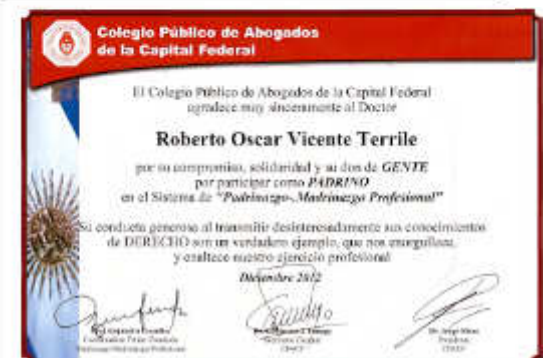 Colegio Público de Abogados
de la Capital Federal
El Colegio Público de Abogados de la Capital Federal
agradece muy sinceramente al Doctor
Roberto Oscar Vicente Terrile
por su compromiso, solidaridad y su don de GENTE
por participar como PADRINO
en el Sistema de "Padrinazgo-Madrinazgo Profesional"
Su conducta generosa al transmitir desinteresadamente sus conocimientos
de DERECHO son un verdadero ejemplo, que nos enorgullece,
y enaltece nuestro ejercicio profesional
Diciembre 2012